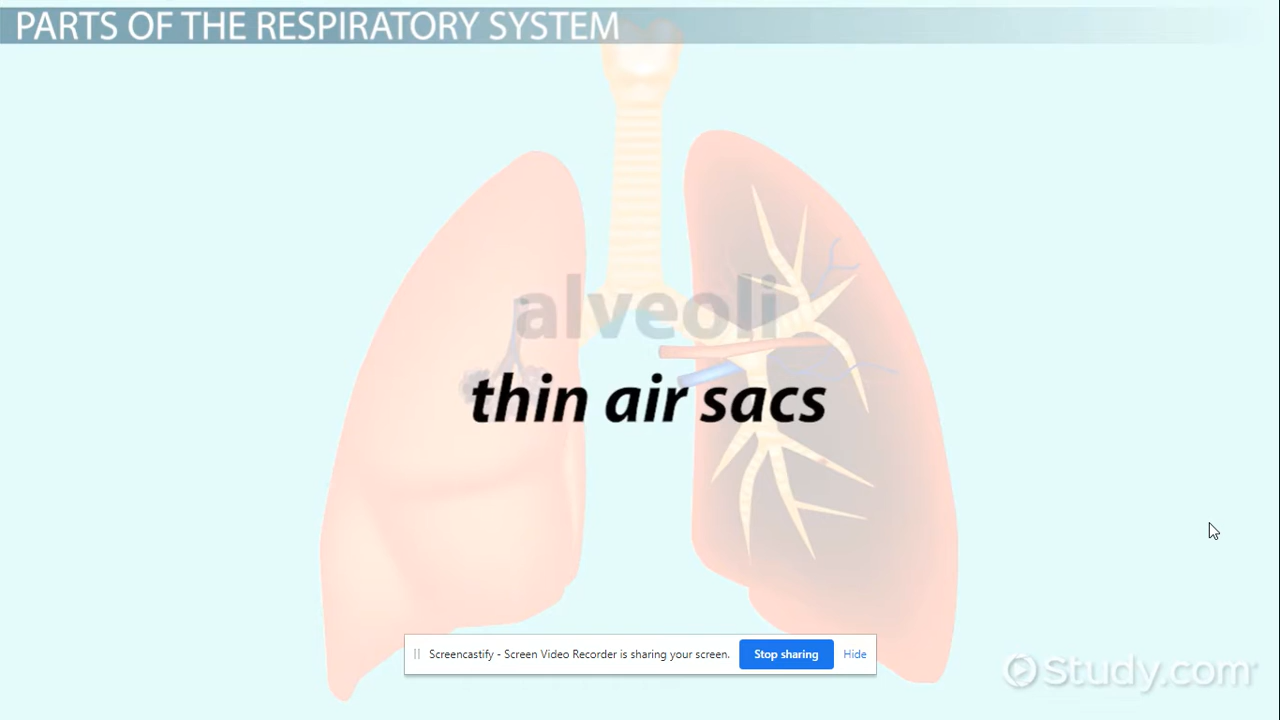 PARTS OF THE RESPIRATORY SYSTEM
alveoli
thin air sacs
Screencastify - Screen Video Recorder is sharing your screen.
Stop sharing
Hide
Study.com